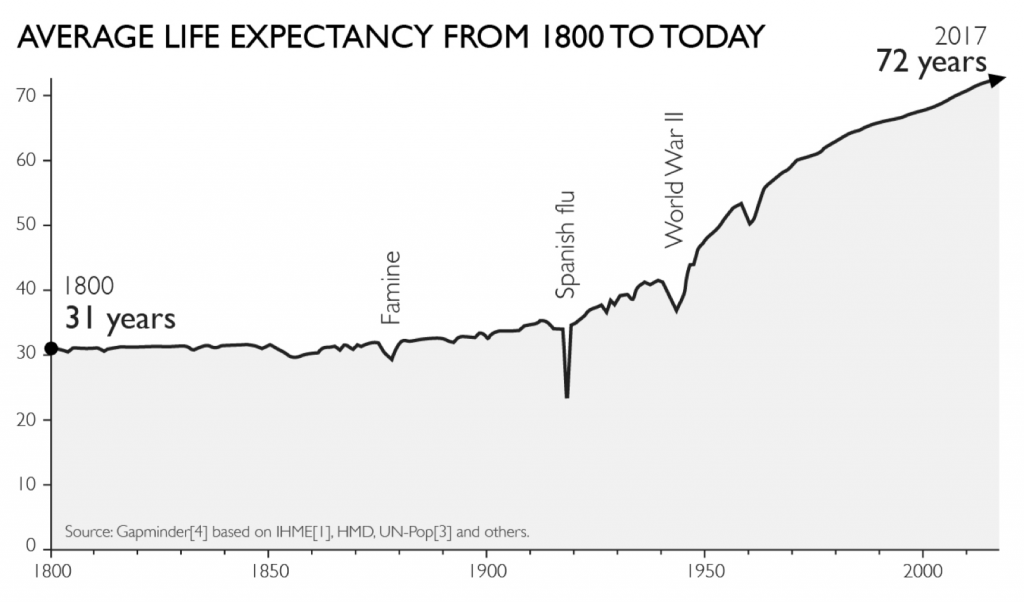 AVERAGE LIFE EXPECTANCY FROM 1800 TO TODAY
2017
72 years
70
60
50
40
30
20
10
0
1800
31 years
Famine
Spanish flu
World War II
Source: Gapminder[4] based on IHME[1], HMD, UN-Pop[3] and others.
1800
1850
1900
1950
2000